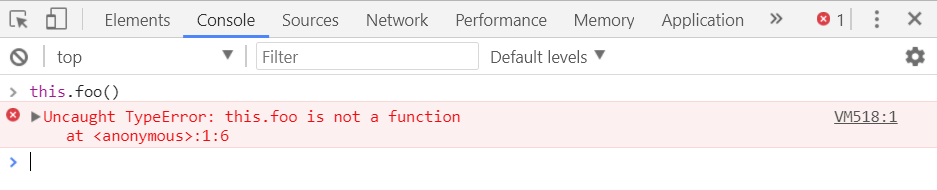 Elements Console Sources Network Performance Memory Application » 1
top Filter Default levels
> this.foo()
Uncaught TypeError: this.foo is not a function VM518:1
at <anonymous>:1:6
>